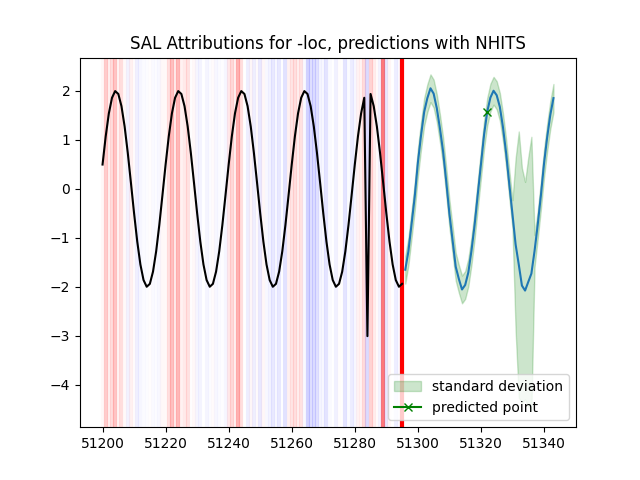 SAL Attributions for -loc, predictions with NHITS
2
1
0
−1
−2
−3
−4
standard deviation
predicted point
51200 51220 51240 51260 51280 51300 51320 51340